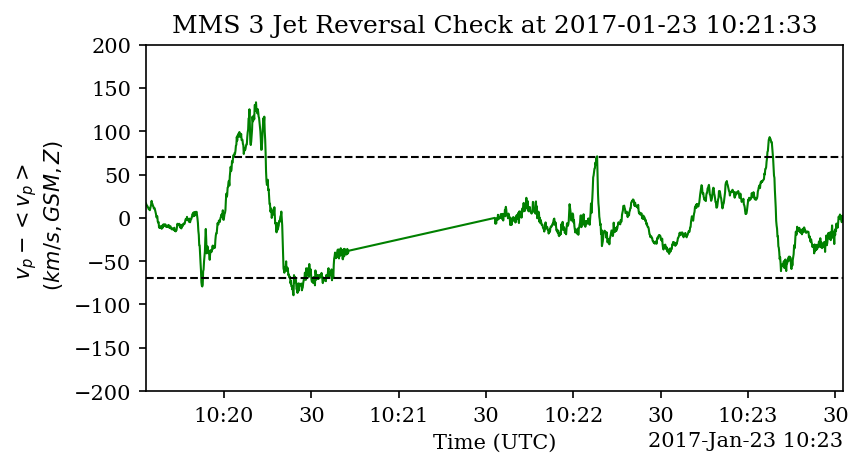 MMS 3 Jet Reversal Check at 2017-01-23 10:21:33
200
150
100
50
0
−50
−100
−150
−200
v_p − < v_p >
(km/s, GSM, Z)
10:20 30 10:21 30 10:22 30 10:23 30
Time (UTC)
2017-Jan-23 10:23